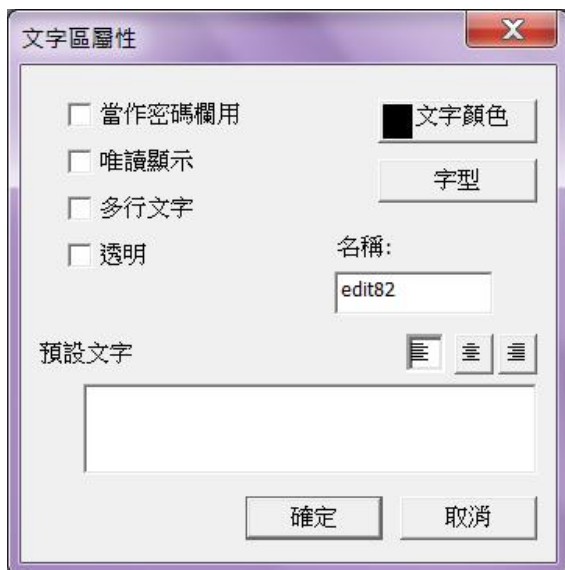 文字區屬性
當作密碼欄用
文字顏色
唯讀顯示
字型
多行文字
透明
名稱:
edit82
預設文字
確定
取消